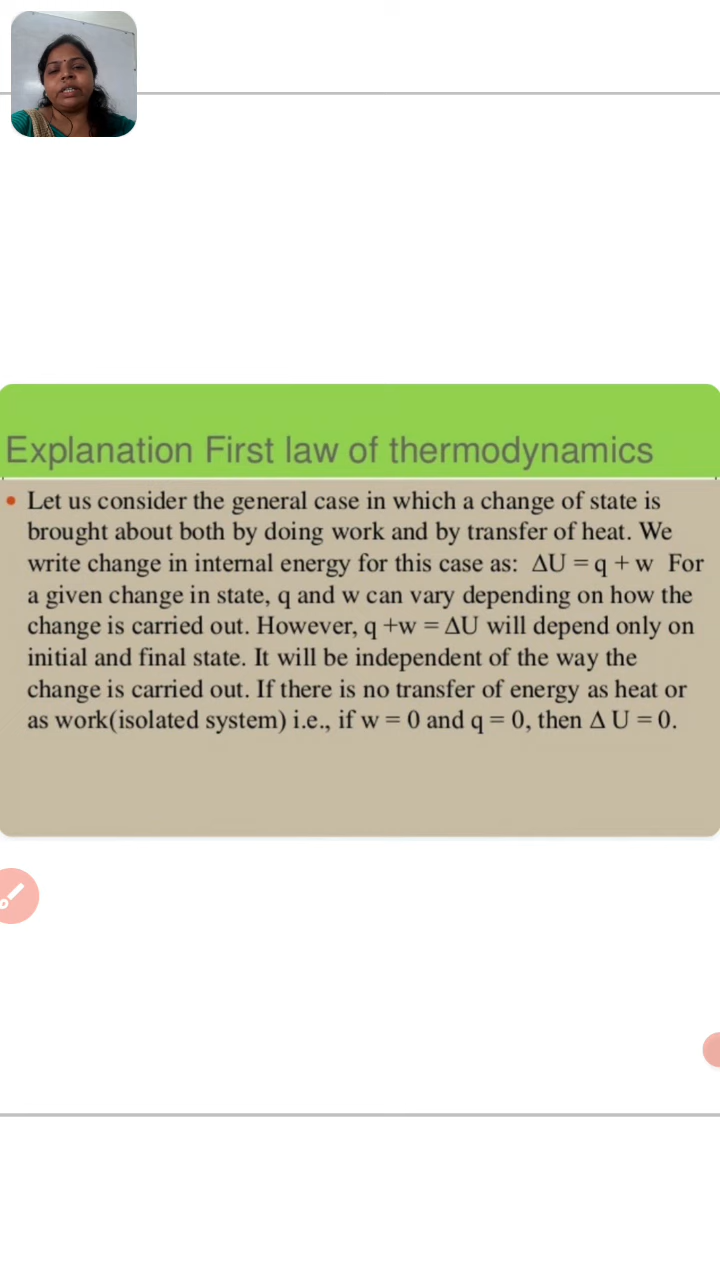 Explanation First law of thermodynamics
• Let us consider the general case in which a change of state is
brought about both by doing work and by transfer of heat. We
write change in internal energy for this case as:  ΔU = q + w  For
a given change in state, q and w can vary depending on how the
change is carried out. However, q +w = ΔU will depend only on
initial and final state. It will be independent of the way the
change is carried out. If there is no transfer of energy as heat or
as work(isolated system) i.e., if w = 0 and q = 0, then Δ U = 0.